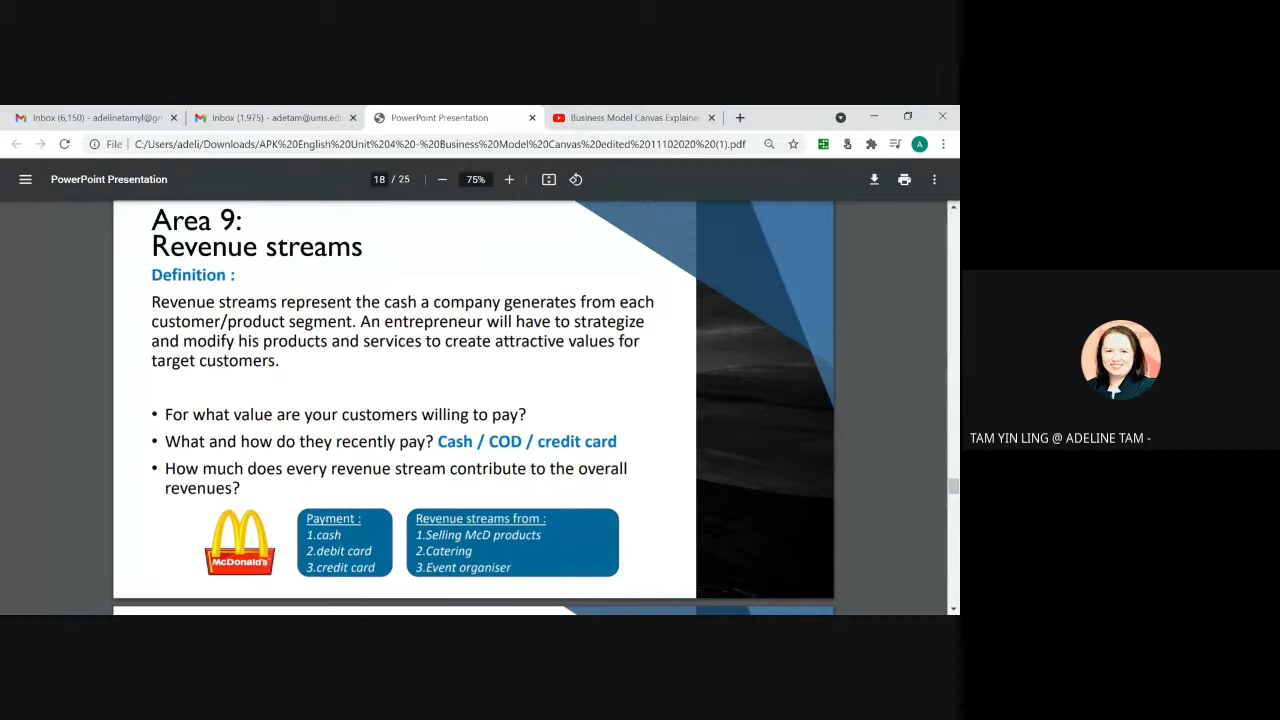 Inbox (6,150) - adelinetamyl@gn
Inbox (1,975) - adetam@ums.edu
PowerPoint Presentation
Business Model Canvas Explaine
File
C:/Users/adeli/Downloads/APK%20English%20Unit%204%20-%20Business%20Model%20Canvas%20edited%2011102020%20(1).pdf
A
PowerPoint Presentation
18 / 25
75%
Area 9:
Revenue streams
Definition :
Revenue streams represent the cash a company generates from each
customer/product segment. An entrepreneur will have to strategize
and modify his products and services to create attractive values for
target customers.
• For what value are your customers willing to pay?
• What and how do they recently pay? Cash / COD / credit card
• How much does every revenue stream contribute to the overall
revenues?
McDonald's
Payment :
1.cash
2.debit card
3.credit card
Revenue streams from :
1.Selling McD products
2.Catering
3.Event organiser
TAM YIN LING @ ADELINE TAM -